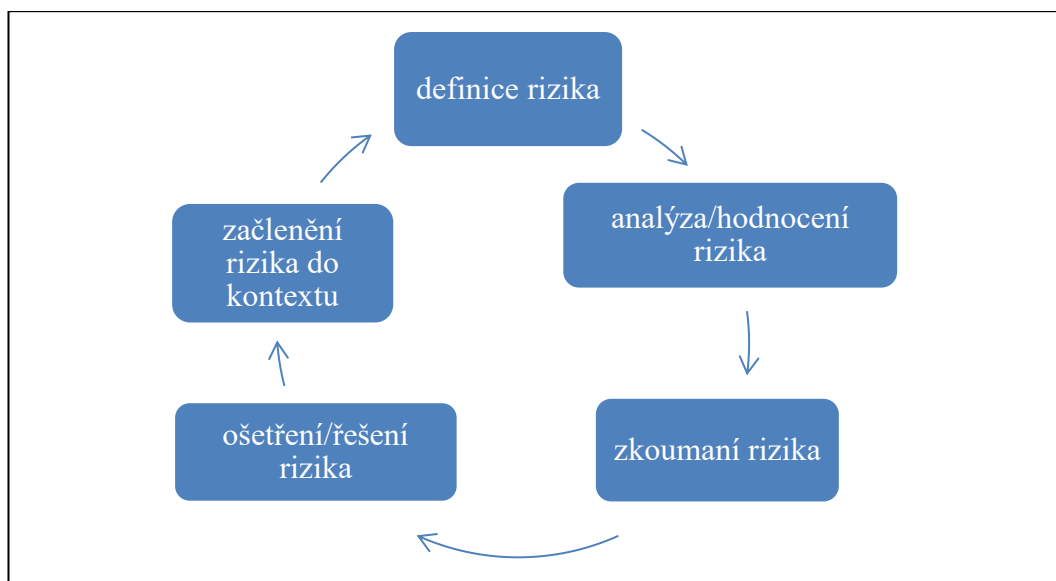 definice rizika
analýza/hodnocení
rizika
zkoumaní rizika
ošetření/řešení
rizika
začlenění
rizika do
kontextu